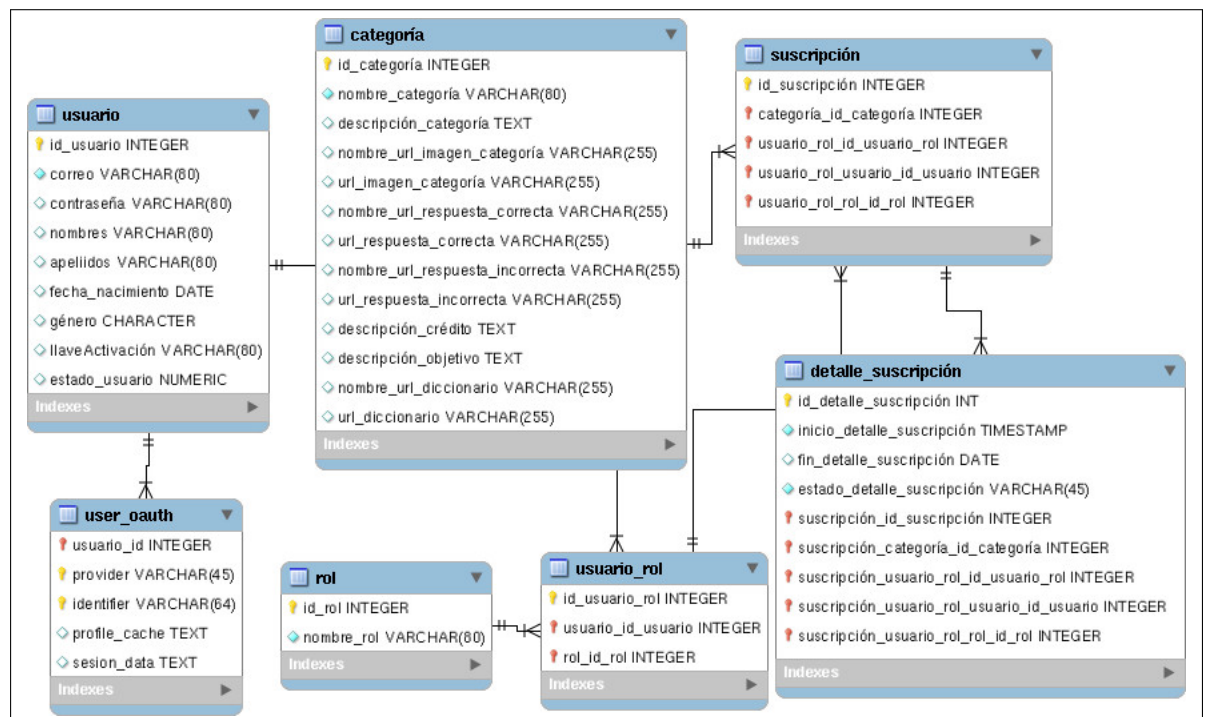 usuario
id_usuario INTEGER
correo VARCHAR(80)
contraseña VARCHAR(80)
nombres VARCHAR(80)
apeliidos VARCHAR(80)
fecha_nacimiento DATE
género CHARACTER
llaveActivación VARCHAR(80)
estado_usuario NUMERIC
Indexes
categoría
id_categoría INTEGER
nombre_categoría VARCHAR(80)
descripción_categoría TEXT
nombre_url_imagen_categoría VARCHAR(255)
url_imagen_categoría VARCHAR(255)
nombre_url_respuesta_correcta VARCHAR(255)
url_respuesta_correcta VARCHAR(255)
nombre_url_respuesta_incorrecta VARCHAR(255)
url_respuesta_incorrecta VARCHAR(255)
descripción_crédito TEXT
descripción_objetivo TEXT
nombre_url_diccionario VARCHAR(255)
url_diccionario VARCHAR(255)
Indexes
suscripción
id_suscripción INTEGER
categoría_id_categoría INTEGER
usuario_rol_id_usuario_rol INTEGER
usuario_rol_usuario_id_usuario INTEGER
usuario_rol_rol_id_rol INTEGER
Indexes
detalle_suscripción
id_detalle_suscripción INT
inicio_detalle_suscripción TIMESTAMP
fin_detalle_suscripción DATE
estado_detalle_suscripción VARCHAR(45)
suscripción_id_suscripción INTEGER
suscripción_categoría_id_categoría INTEGER
suscripción_usuario_rol_id_usuario_rol INTEGER
suscripción_usuario_rol_usuario_id_usuario INTEGER
suscripción_usuario_rol_rol_id_rol INTEGER
Indexes
user_oauth
usuario_id INTEGER
provider VARCHAR(45)
identifier VARCHAR(64)
profile_cache TEXT
sesion_data TEXT
Indexes
rol
id_rol INTEGER
nombre_rol VARCHAR(80)
Indexes
usuario_rol
id_usuario_rol INTEGER
usuario_id_usuario INTEGER
rol_id_rol INTEGER
Indexes